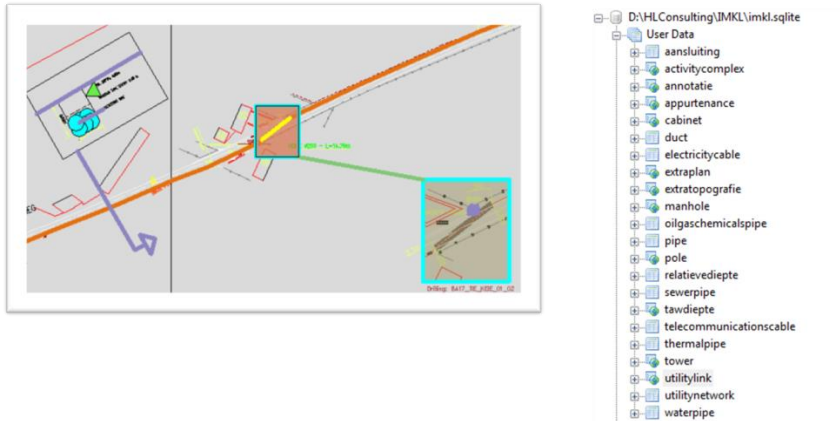 D:\HLConsulting\IMKL\imkl.sqlite
User Data
aansluiting
activitycomplex
annotatie
appurtenance
cabinet
duct
electricitycable
extraplan
extratopografie
manhole
oilgaschemicalspipe
pipe
pole
relatievediepte
sewerpipe
tawdiepte
telecommunicationscable
thermalpipe
tower
utilitylink
utilitynetwork
waterpipe